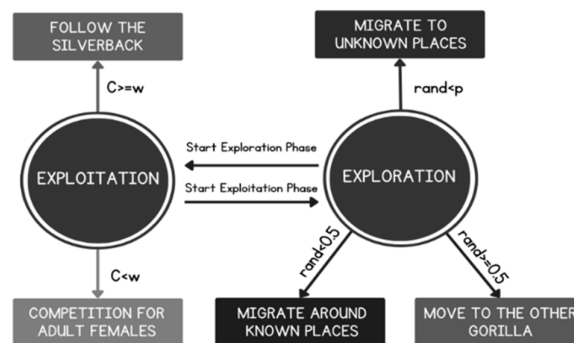 FOLLOW THE
SILVERBACK
MIGRATE TO
UNKNOWN PLACES
C>=w
rand<p
Start Exploration Phase
EXPLOITATION
EXPLORATION
Start Exploitation Phase
rand<0.5
rand>=0.5
C<w
COMPETITION FOR
ADULT FEMALES
MIGRATE AROUND
KNOWN PLACES
MOVE TO THE OTHER
GORILLA